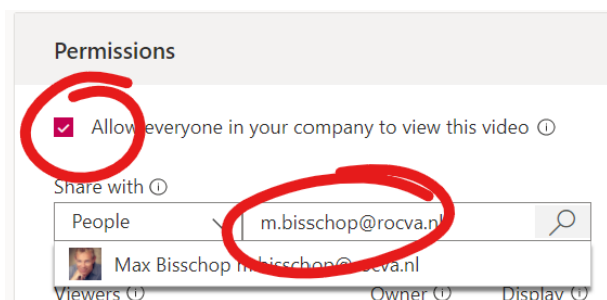 Permissions
Allow everyone in your company to view this video
Share with
People m.bisschop@rocva.nl
Max Bisschop m.bisschop@rocva.nl
Viewers Owner Display